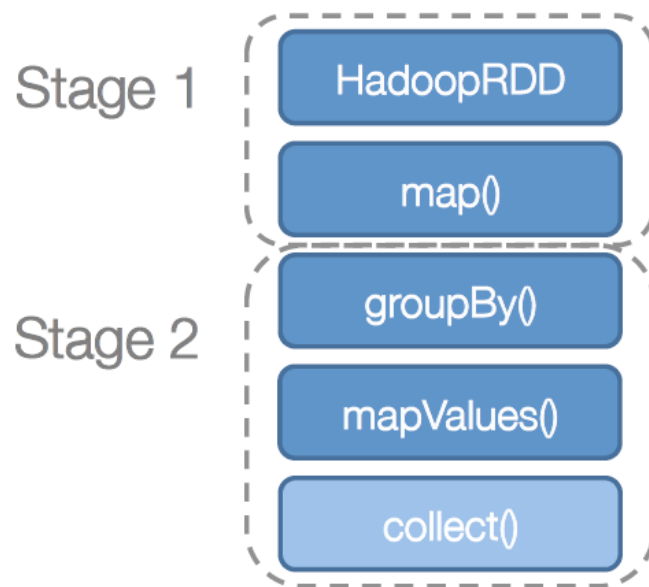 Stage 1
HadoopRDD
map()
Stage 2
groupBy()
mapValues()
collect()